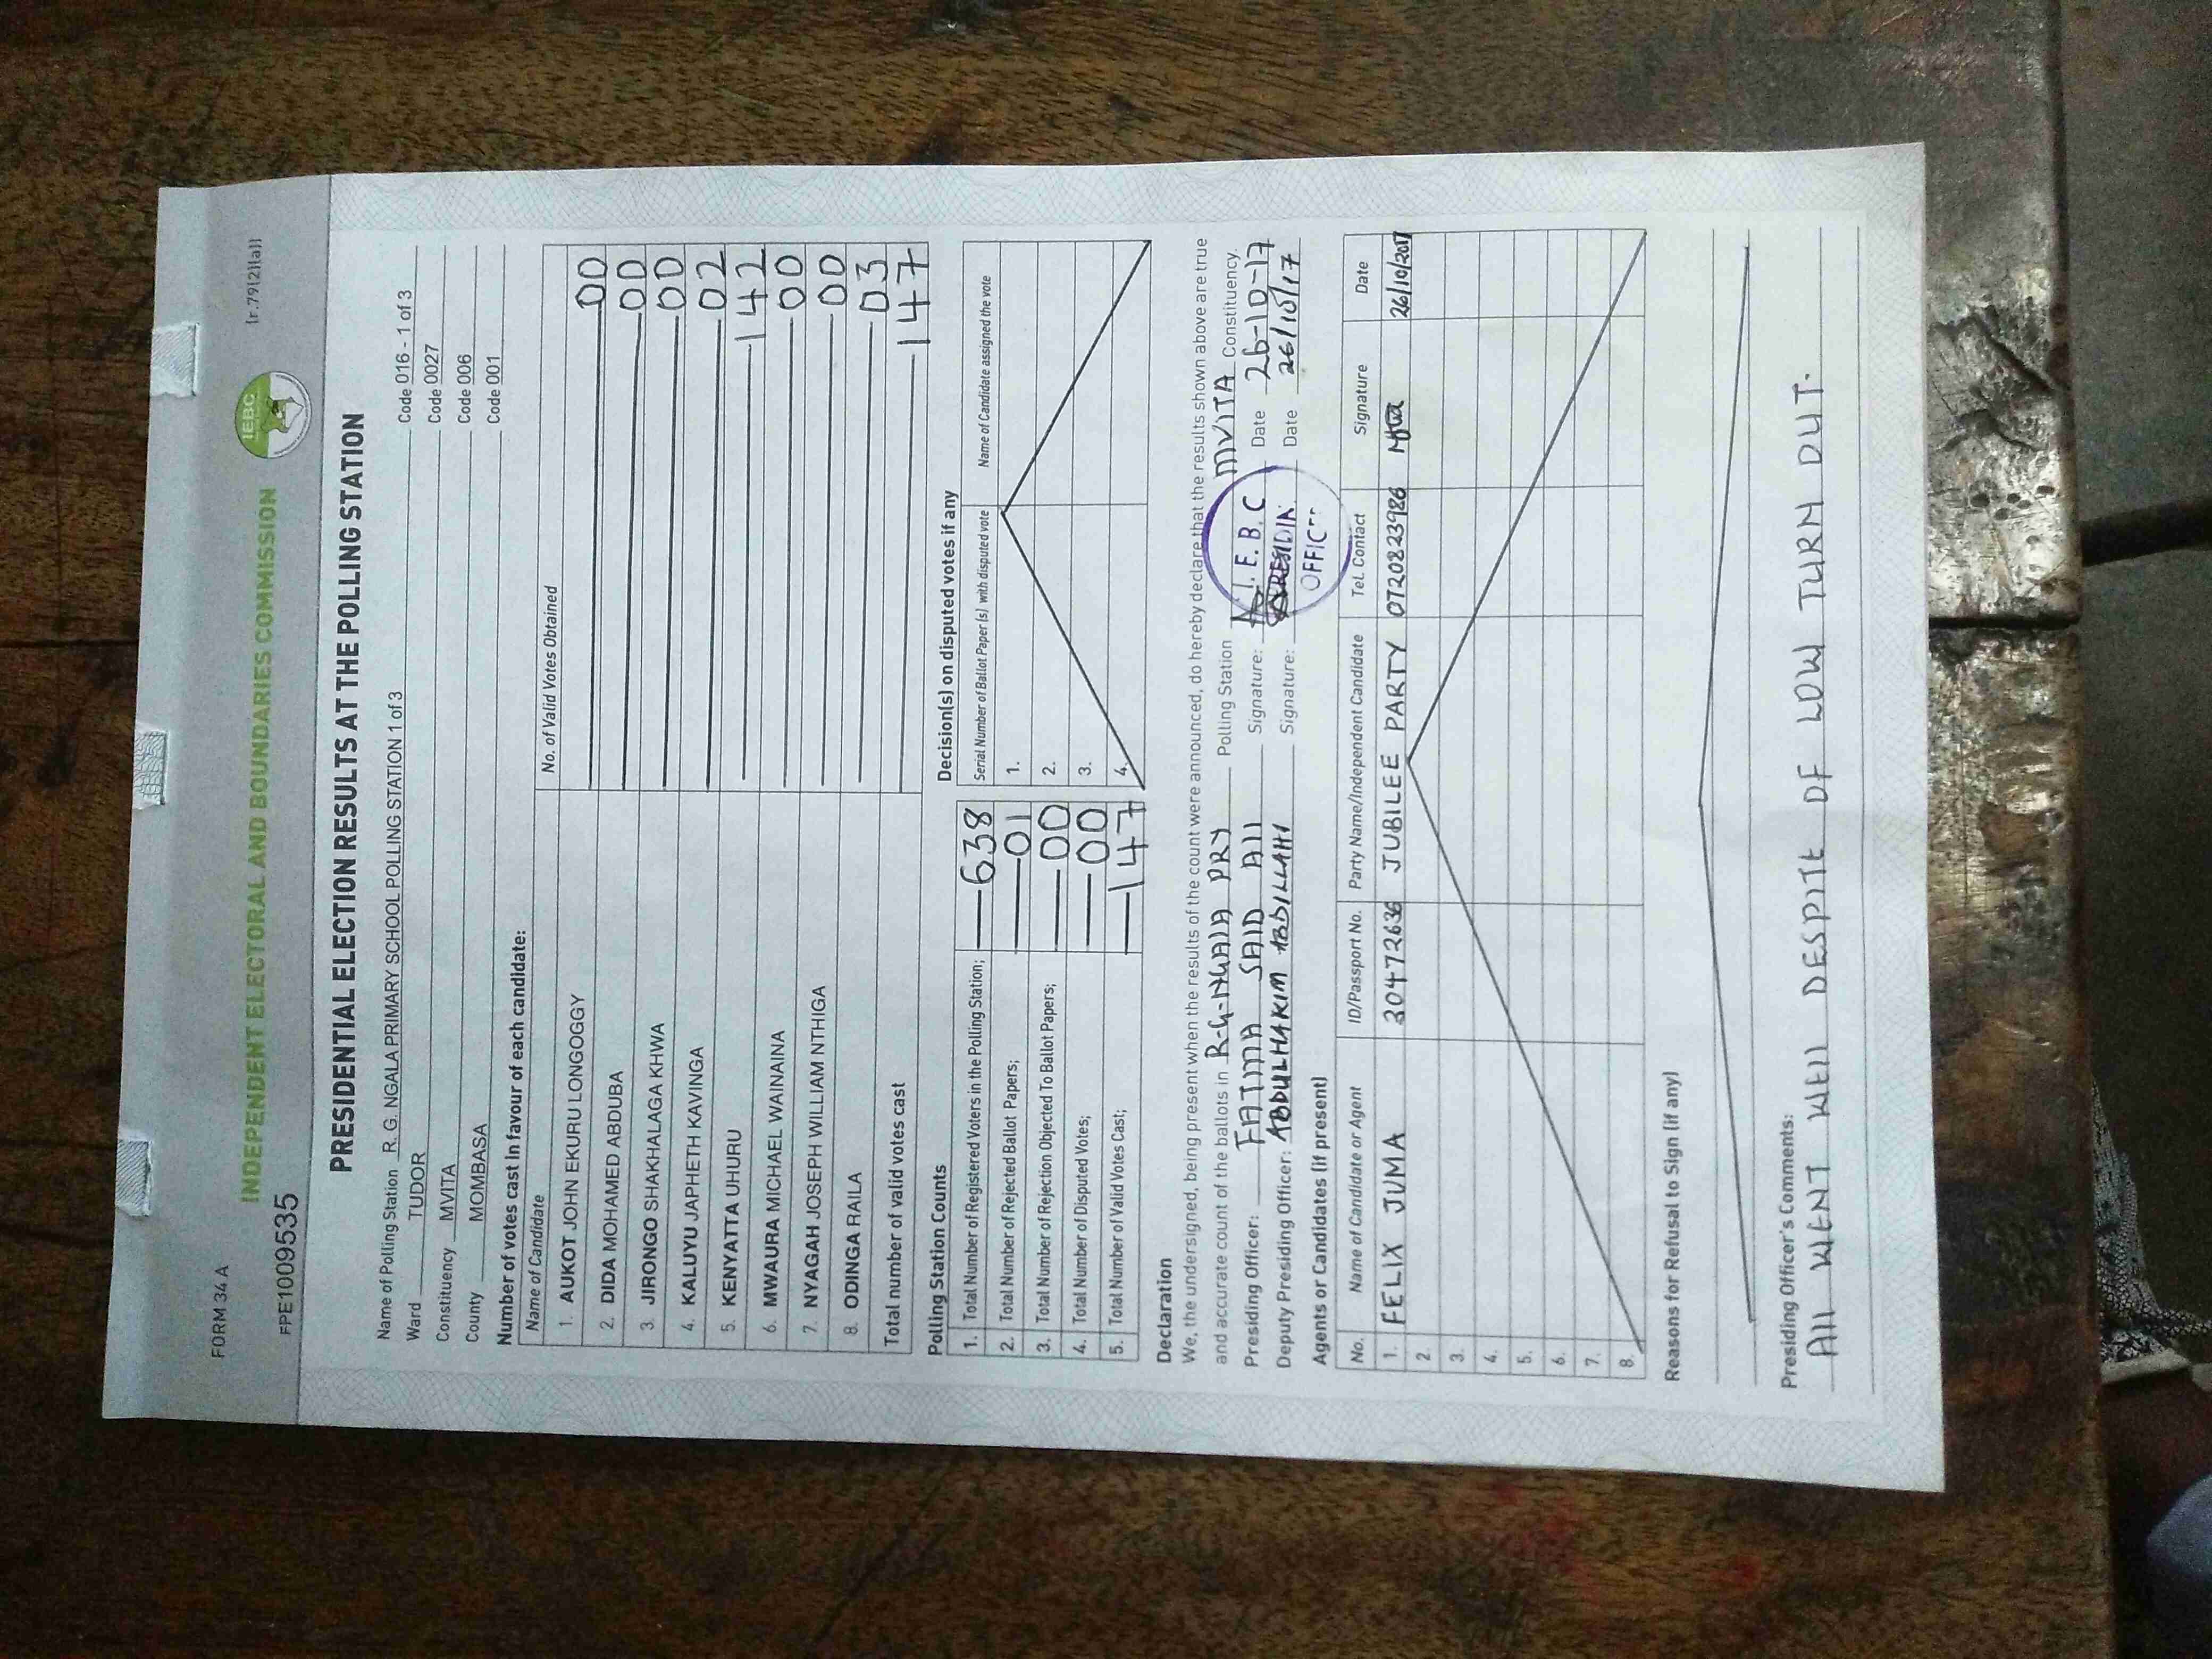 FORM 34 A
(r.79(2)(a))
INDEPENDENT ELECTORAL AND BOUNDARIES COMMISSION
IEBC
FPE1009535
PRESIDENTIAL ELECTION RESULTS AT THE POLLING STATION
Name of Polling Station R. G. NGALA PRIMARY SCHOOL POLLING STATION 1 of 3 Code 016 - 1 of 3
Ward TUDOR Code 0027
Constituency MVITA Code 006
County MOMBASA Code 001
Number of votes cast in favour of each candidate:
Name of Candidate No. of Valid Votes Obtained
1. AUKOT JOHN EKURU LONGOGGY 00
2. DIDA MOHAMED ABDUBA 00
3. JIRONGO SHAKHALAGA KHWA 00
4. KALUYU JAPHETH KAVINGA 02
5. KENYATTA UHURU 142
6. MWAURA MICHAEL WAINAINA 00
7. NYAGAH JOSEPH WILLIAM NTHIGA 00
8. ODINGA RAILA 03
Total number of valid votes cast 147
Polling Station Counts
1. Total Number of Registered Voters in the Polling Station; 638
2. Total Number of Rejected Ballot Papers; 01
3. Total Number of Rejection Objected To Ballot Papers; 00
4. Total Number of Disputed Votes; 00
5. Total Number of Valid Votes Cast; 147
Decision(s) on disputed votes if any
Serial Number of Ballot Paper (s) with disputed vote Name of Candidate assigned the vote
1.
2.
3.
4.
Declaration
We, the undersigned, being present when the results of the count were announced, do hereby declare that the results shown above are true
and accurate count of the ballots in R-G-NGALA PRY Polling Station MVITA Constituency.
Presiding Officer: FATMA SAID Ali Signature: Date 26-10-17
Deputy Presiding Officer: ABDULHAKIM ABDILLAHI Signature: Date 26/10/17
I.E.B.C
PRESIDIN
OFFIC
Agents or Candidates (if present)
No. Name of Candidate or Agent ID/Passport No. Party Name/Independent Candidate Tel. Contact Signature Date
1. FELIX JUMA 30472636 JUBILEE PARTY 0720823986 26/10/2017
2.
3.
4.
5.
6.
7.
8.
Reasons for Refusal to Sign (if any)
Presiding Officer's Comments:
All WENT WEll DESPITE OF LOW TURN OUT.